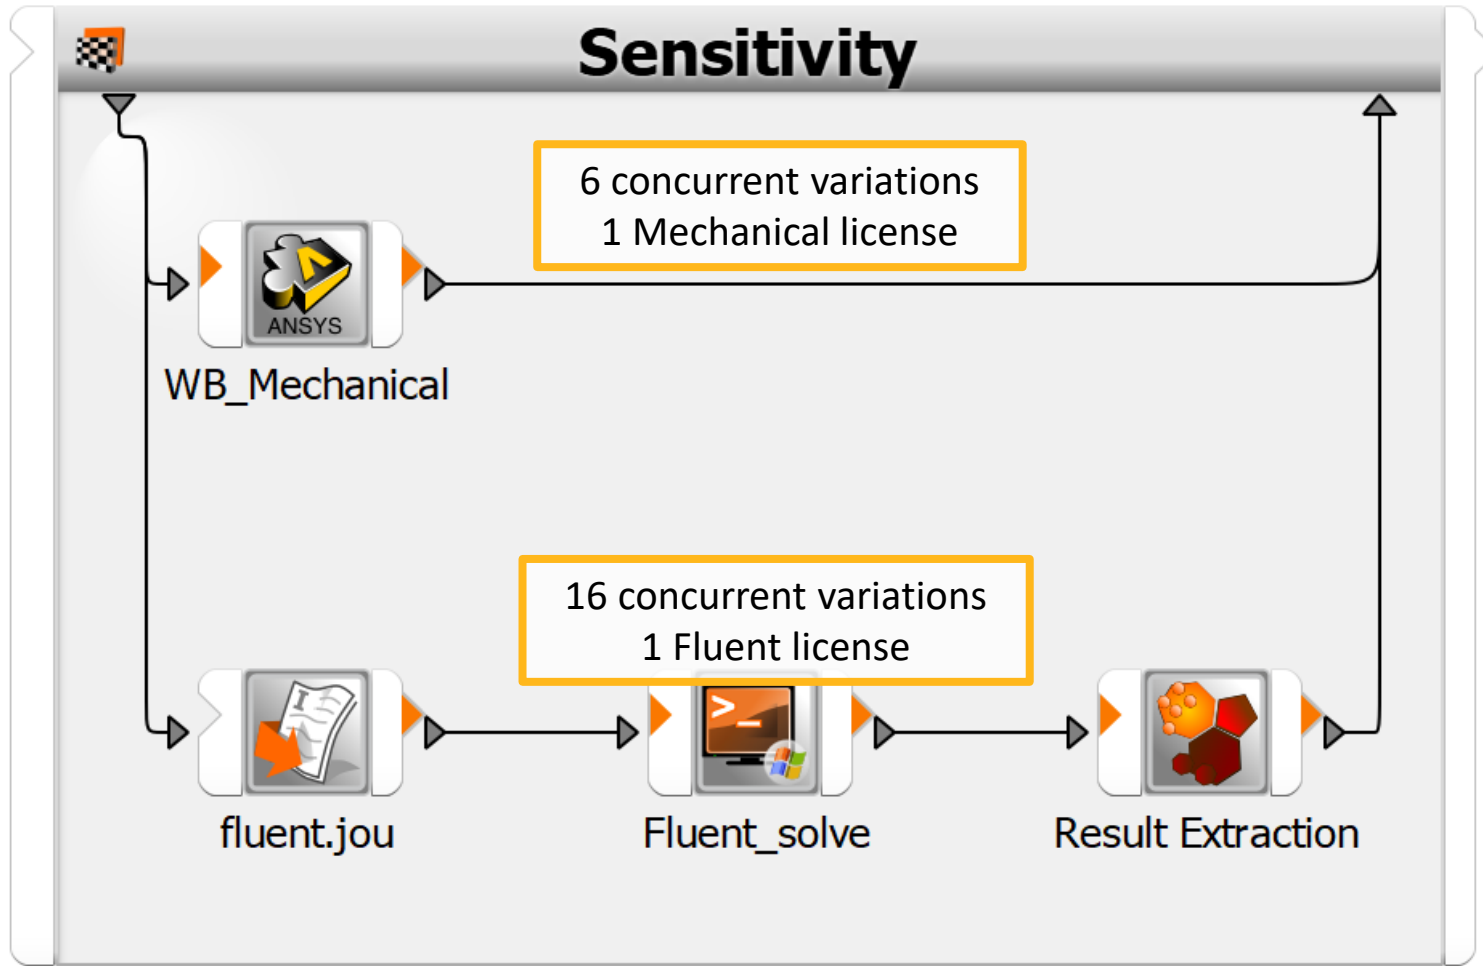 Sensitivity
6 concurrent variations
1 Mechanical license
ANSYS
WB_Mechanical
16 concurrent variations
1 Fluent license
I
>_
fluent.jou
Fluent_solve
Result Extraction